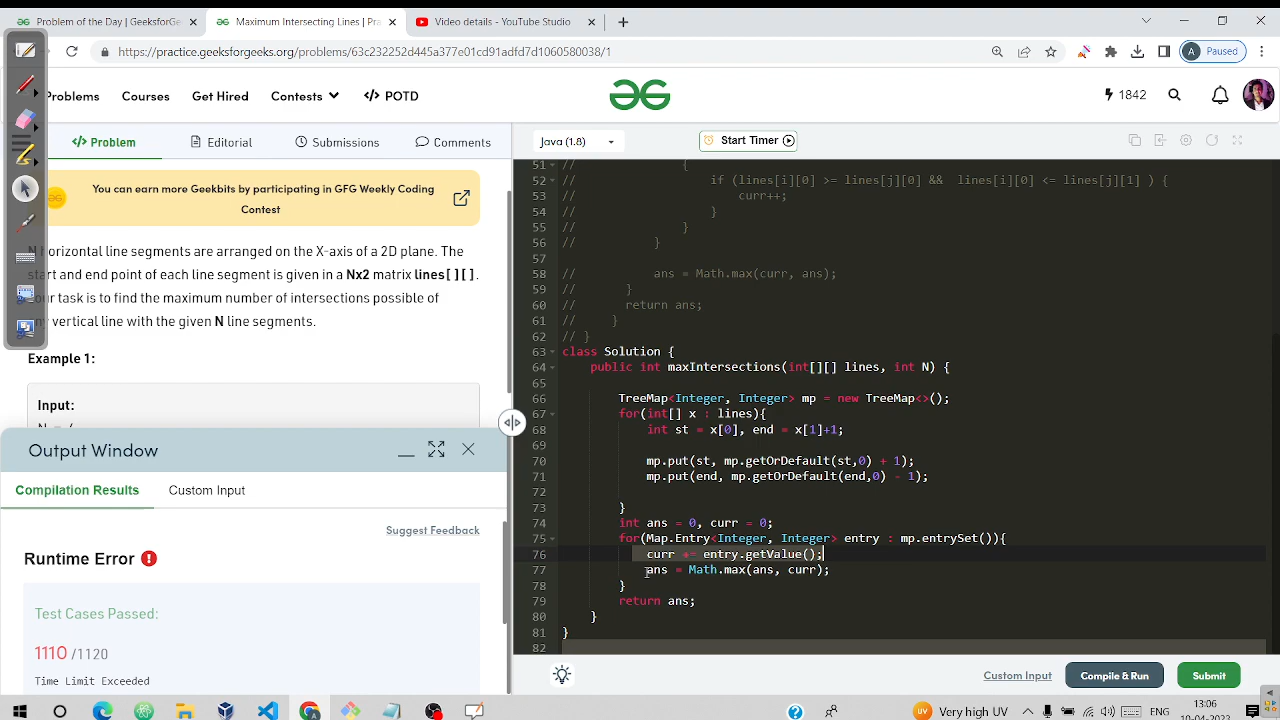 Problem of the Day | GeeksforGe
Maximum Intersecting Lines | Pra
Video details - YouTube Studio
https://practice.geeksforgeeks.org/problems/63c232252d445a377e01cd91adfd7d1060580038/1
A
Paused
Problems
Courses
Get Hired
Contests
</> POTD
1842
</> Problem
Editorial
Submissions
Comments
Java (1.8)
Start Timer
You can earn more Geekbits by participating in GFG Weekly Coding
Contest
N horizontal line segments are arranged on the X-axis of a 2D plane. The
start and end point of each line segment is given in a Nx2 matrix lines[ ][ ].
our task is to find the maximum number of intersections possible of
ny vertical line with the given N line segments.
Example 1:
Input:
Output Window
Compilation Results
Custom Input
Suggest Feedback
Runtime Error
Test Cases Passed:
1110 /1120
Time Limit Exceeded
51 // {
52 // if (lines[i][0] >= lines[j][0] && lines[i][0] <= lines[j][1] ) {
53 // curr++;
54 // }
55 // }
56 // }
57
58 // ans = Math.max(curr, ans);
59 // }
60 // return ans;
61 // }
62 // }
63 class Solution {
64 public int maxIntersections(int[][] lines, int N) {
65
66 TreeMap<Integer, Integer> mp = new TreeMap<>();
67 for(int[] x : lines){
68 int st = x[0], end = x[1]+1;
69
70 mp.put(st, mp.getOrDefault(st,0) + 1);
71 mp.put(end, mp.getOrDefault(end,0) - 1);
72
73 }
74 int ans = 0, curr = 0;
75 for(Map.Entry<Integer, Integer> entry : mp.entrySet()){
76 curr += entry.getValue();
77 ans = Math.max(ans, curr);
78 }
79 return ans;
80 }
81 }
82
Custom Input
Compile & Run
Submit
UV
Very high UV
13:06